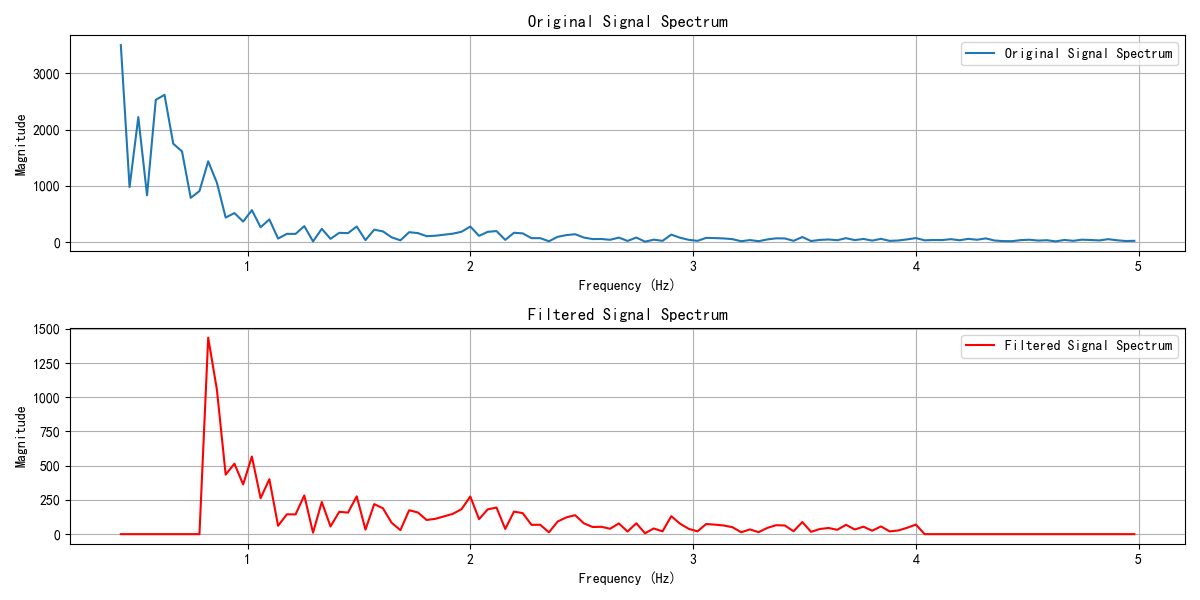 Original Signal Spectrum
Original Signal Spectrum
3000
2000
1000
0
Magnitude
1 2 3 4 5
Frequency (Hz)
Filtered Signal Spectrum
Filtered Signal Spectrum
1500
1250
1000
750
500
250
0
Magnitude
1 2 3 4 5
Frequency (Hz)